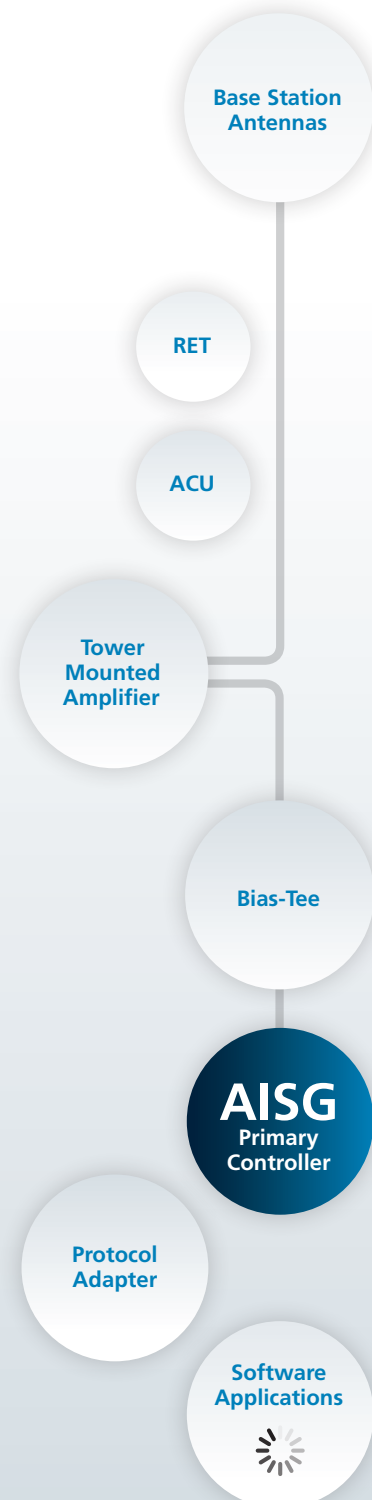 Base Station
Antennas
RET
ACU
Tower
Mounted
Amplifier
Bias-Tee
AISG
Primary
Controller
Protocol
Adapter
Software
Applications